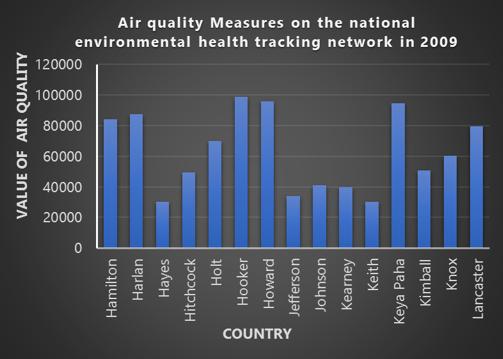 Air quality Measures on the national
environmental health tracking network in 2009
VALUE OF AIR QUALITY
120000
100000
80000
60000
40000
20000
0
Hamilton
Harlan
Hayes
Hitchcock
Holt
Hooker
Howard
Jefferson
Johnson
Kearney
Keith
Keya Paha
Kimball
Knox
Lancaster
COUNTRY